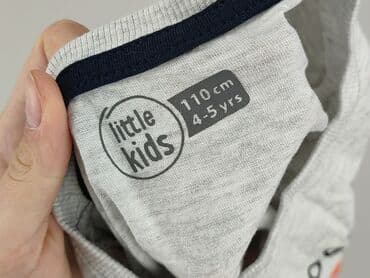 little
kids
110 cm
4-5 yrs